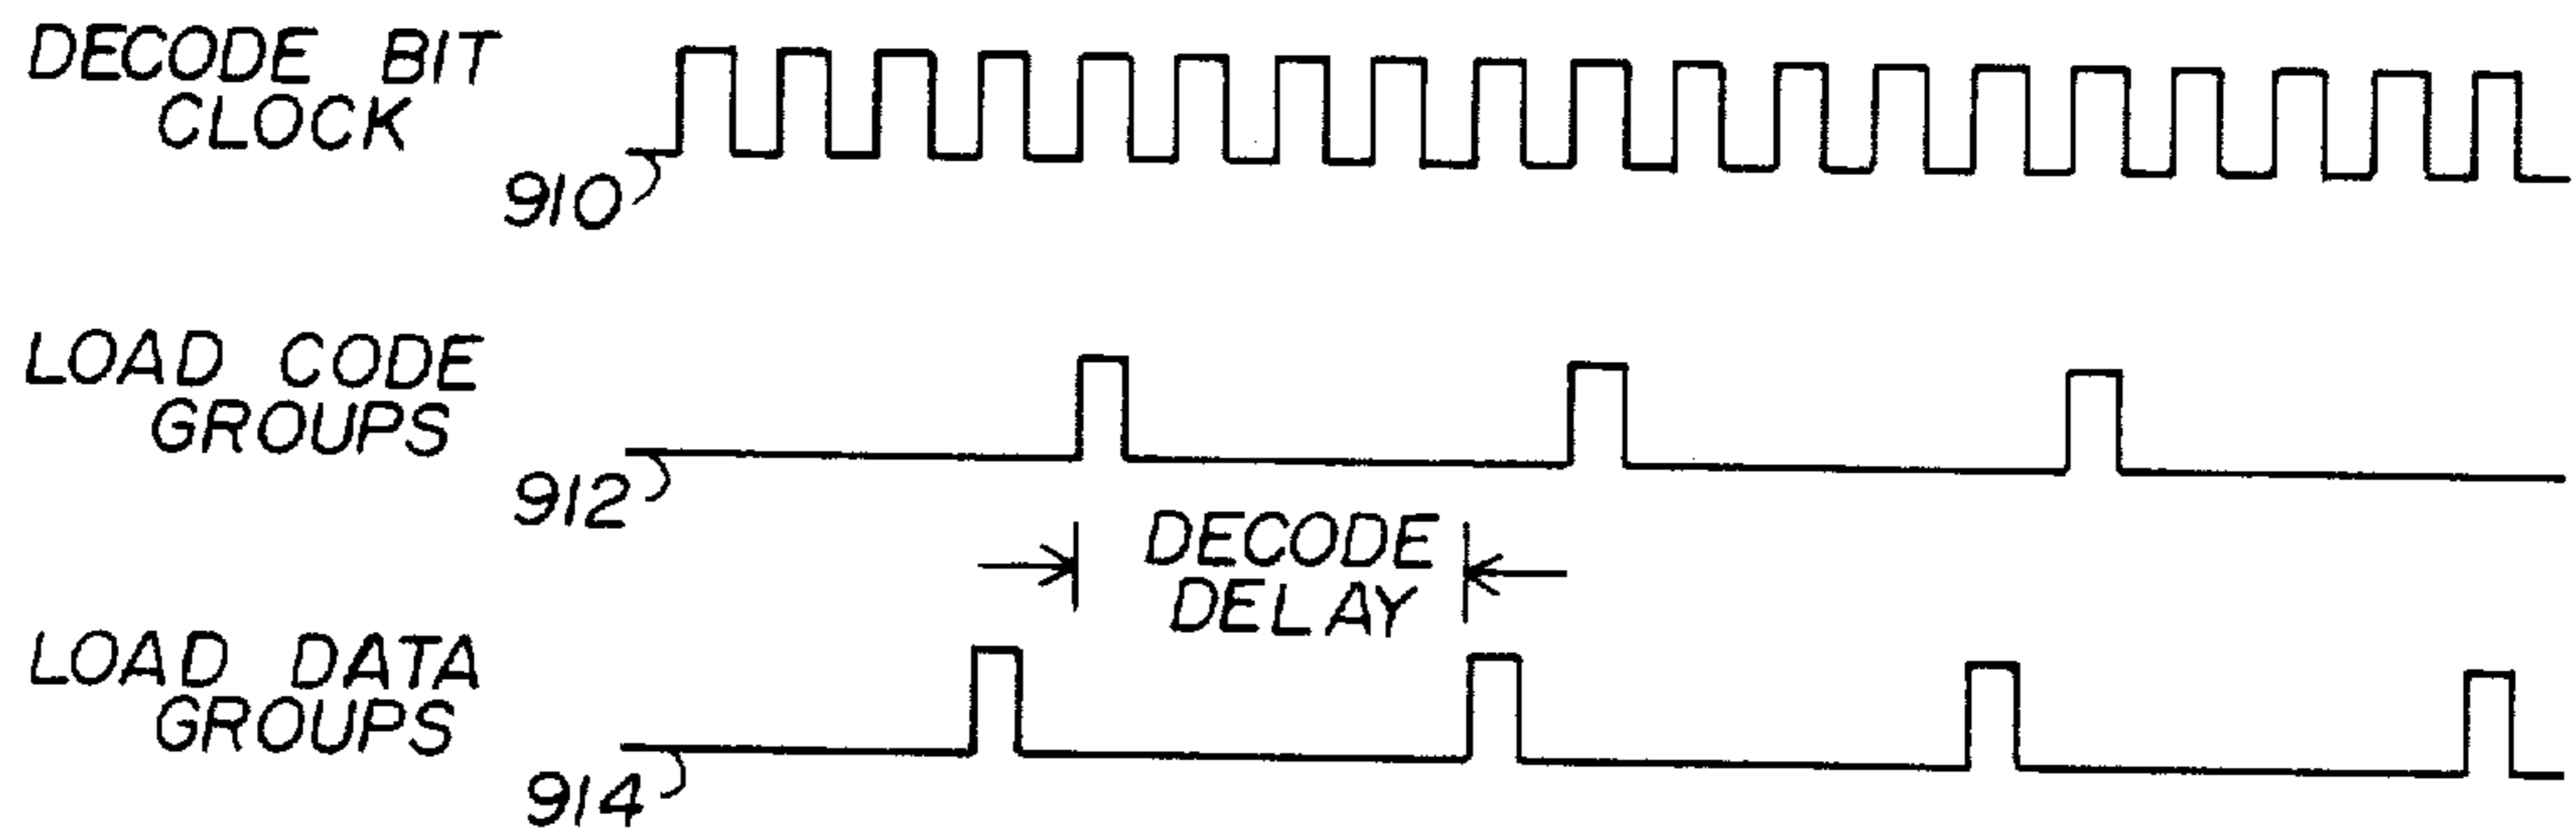 DECODE BIT
CLOCK
910
LOAD CODE
GROUPS
912
DECODE
DELAY
LOAD DATA
GROUPS
914